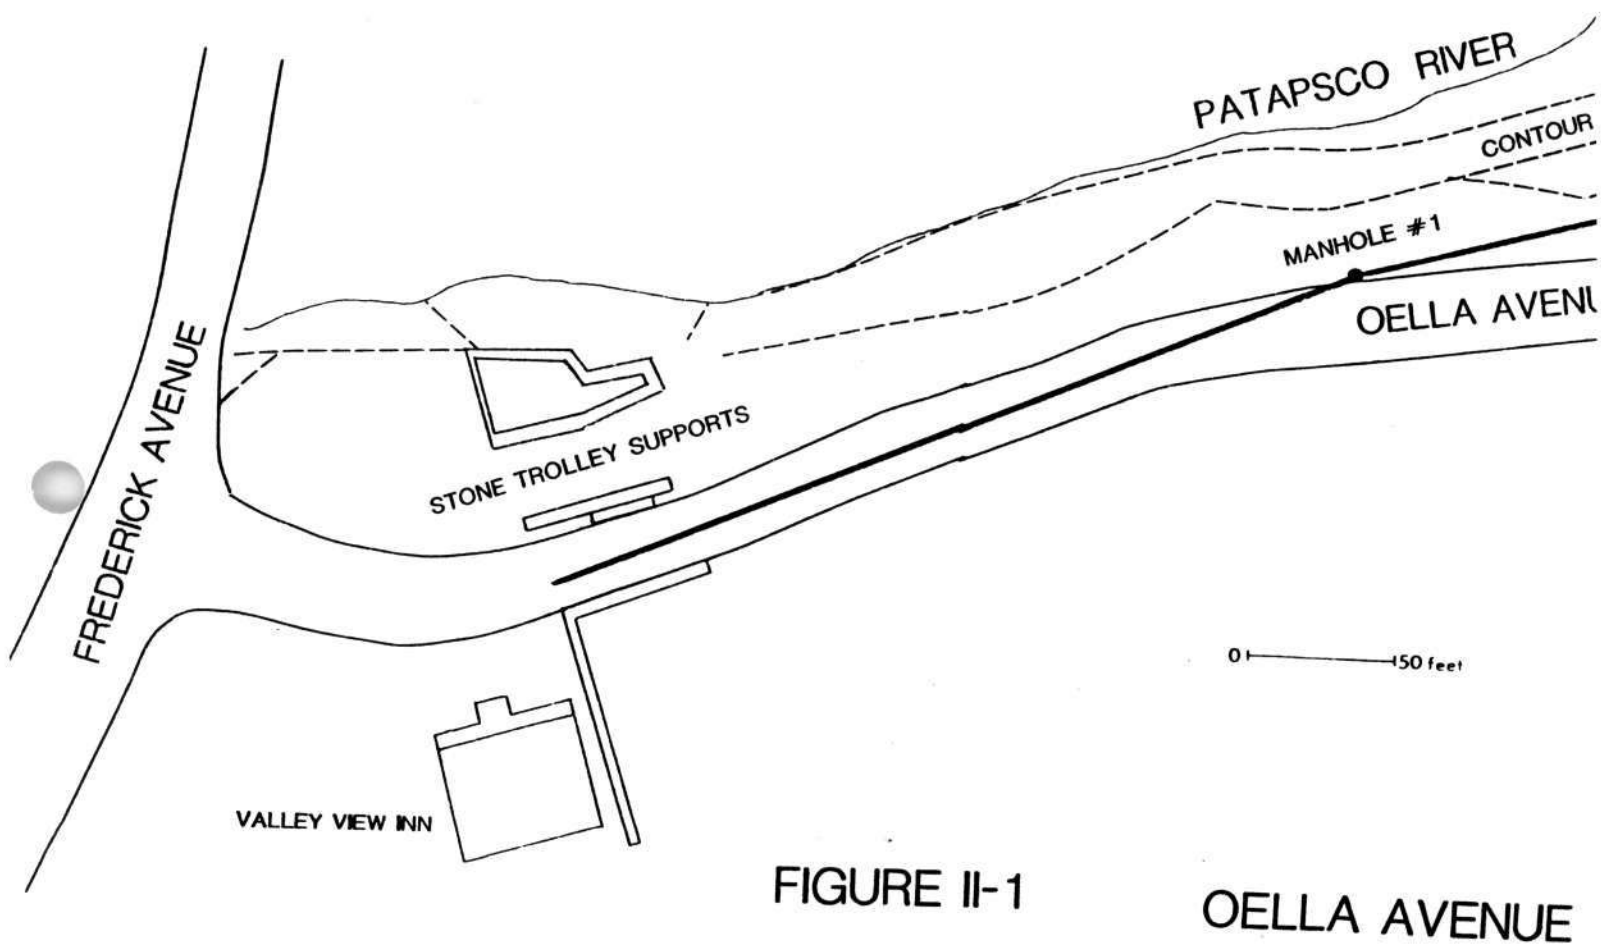 PATAPSCO RIVER
CONTOUR
MANHOLE #1
OELLA AVENU
FREDERICK AVENUE
STONE TROLLEY SUPPORTS
0 50 feet
VALLEY VIEW INN
FIGURE II-1
OELLA AVENUE